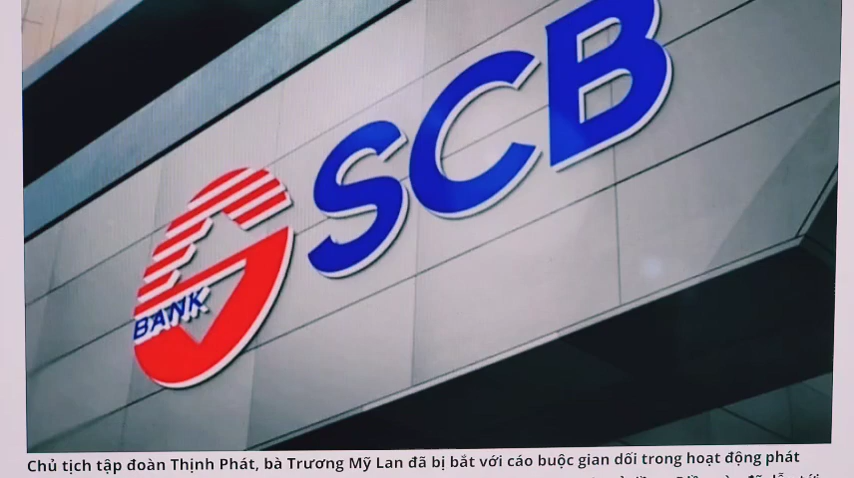 SCB
BANK
Chủ tịch tập đoàn Thịnh Phát, bà Trương Mỹ Lan đã bị bắt với cáo buộc gian dối trong hoạt động phát